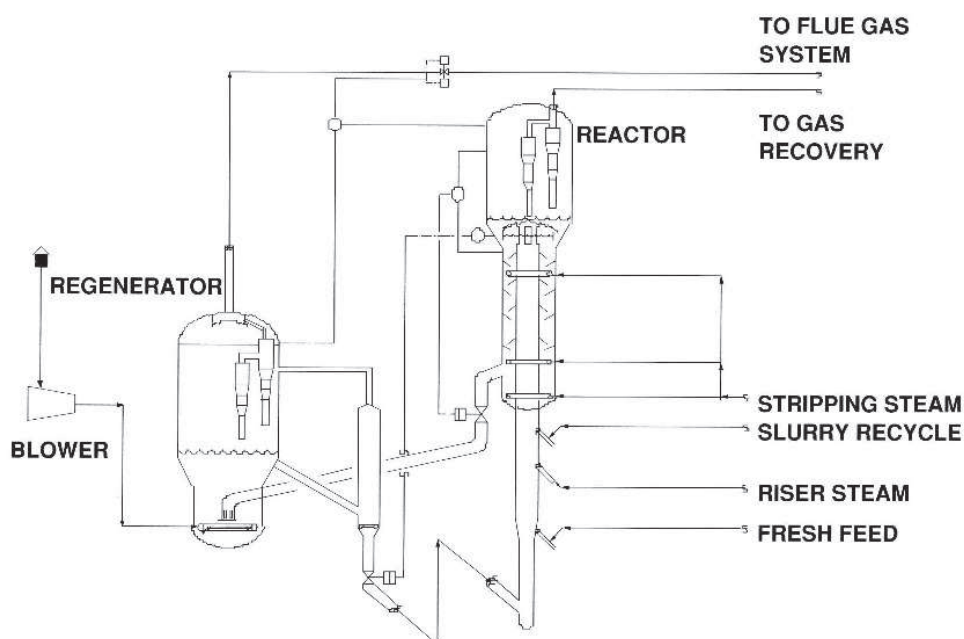 TO FLUE GAS
SYSTEM
REACTOR
TO GAS
RECOVERY
REGENERATOR
BLOWER
STRIPPING STEAM
SLURRY RECYCLE
RISER STEAM
FRESH FEED